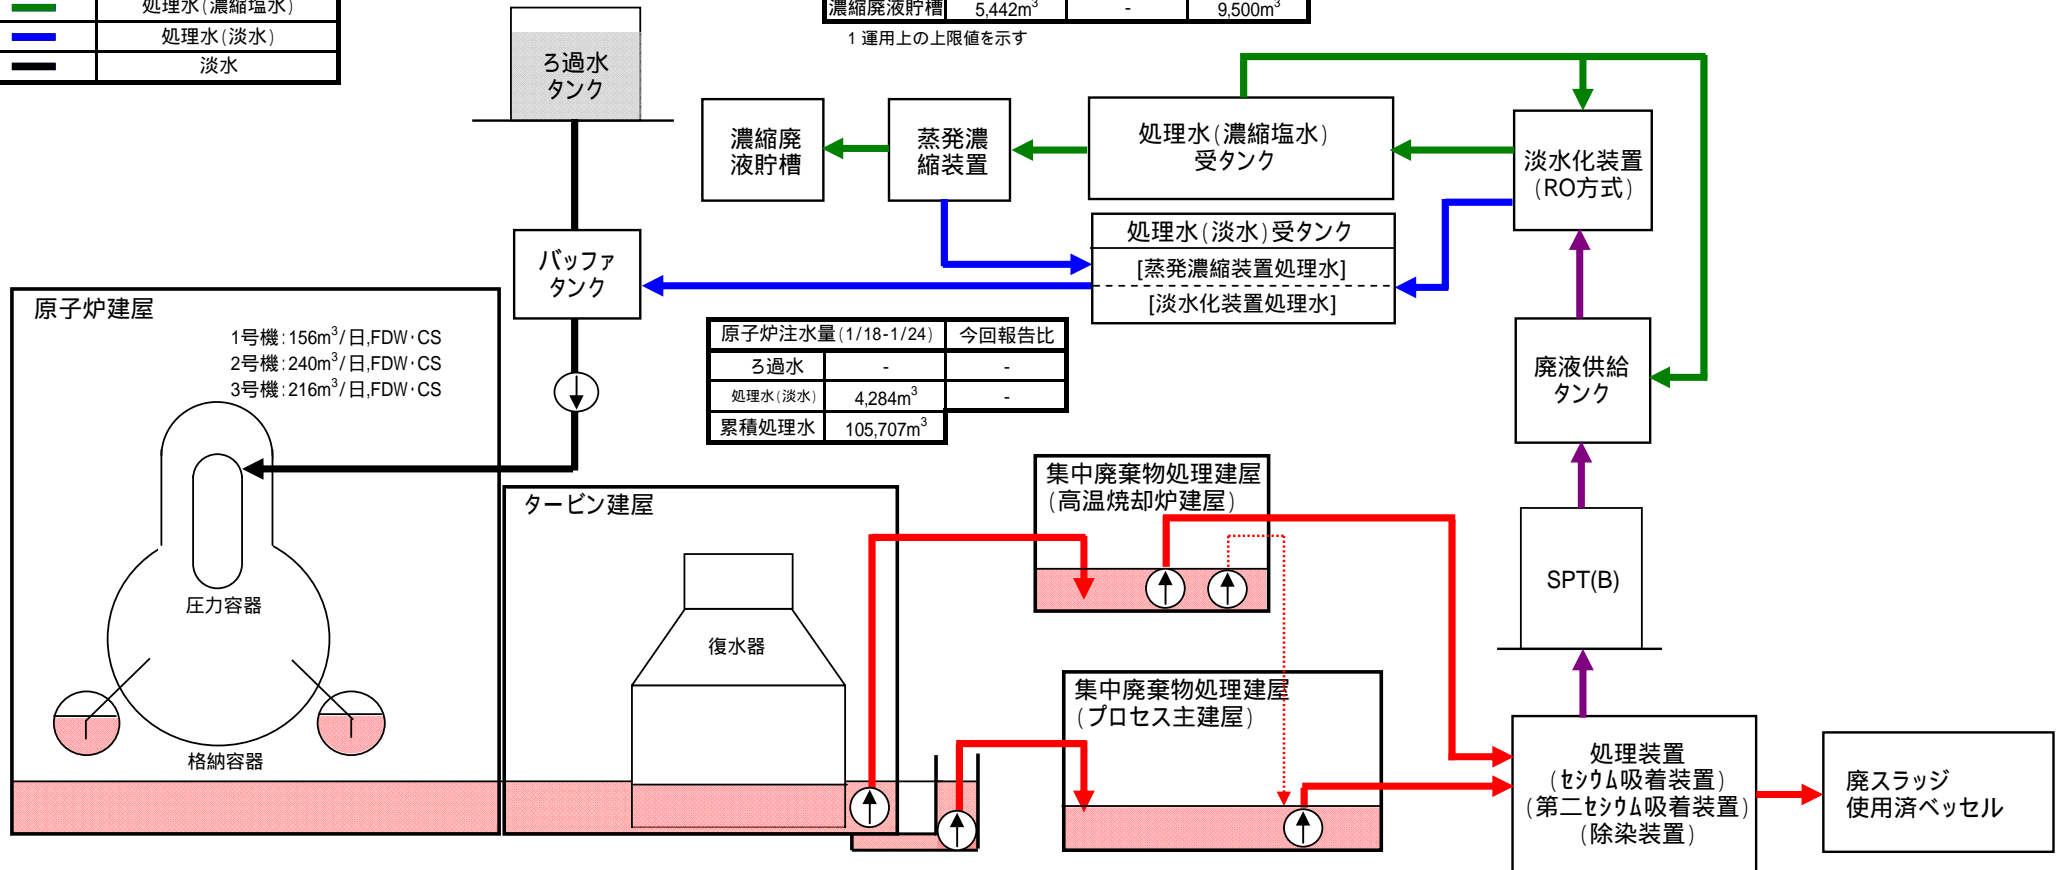 処理水(濃縮塩水)
処理水(淡水)
淡水
濃縮廃液貯槽 5,442m³ - 9,500m³
1 運用上の上限値を示す
ろ過水
タンク
濃縮廃
液貯槽
蒸発濃
縮装置
処理水(濃縮塩水)
受タンク
淡水化装置
(RO方式)
処理水(淡水)受タンク
[蒸発濃縮装置処理水]
[淡水化装置処理水]
バッファ
タンク
原子炉建屋
1号機:156m³/日,FDW・CS
2号機:240m³/日,FDW・CS
3号機:216m³/日,FDW・CS
原子炉注水量(1/18-1/24) 今回報告比
ろ過水 - -
処理水(淡水) 4,284m³ -
累積処理水 105,707m³
廃液供給
タンク
集中廃棄物処理建屋
(高温焼却炉建屋)
タービン建屋
SPT(B)
圧力容器
復水器
集中廃棄物処理建屋
(プロセス主建屋)
格納容器
処理装置
(セシウム吸着装置)
(第二セシウム吸着装置)
(除染装置)
廃スラッジ
使用済ベッセル